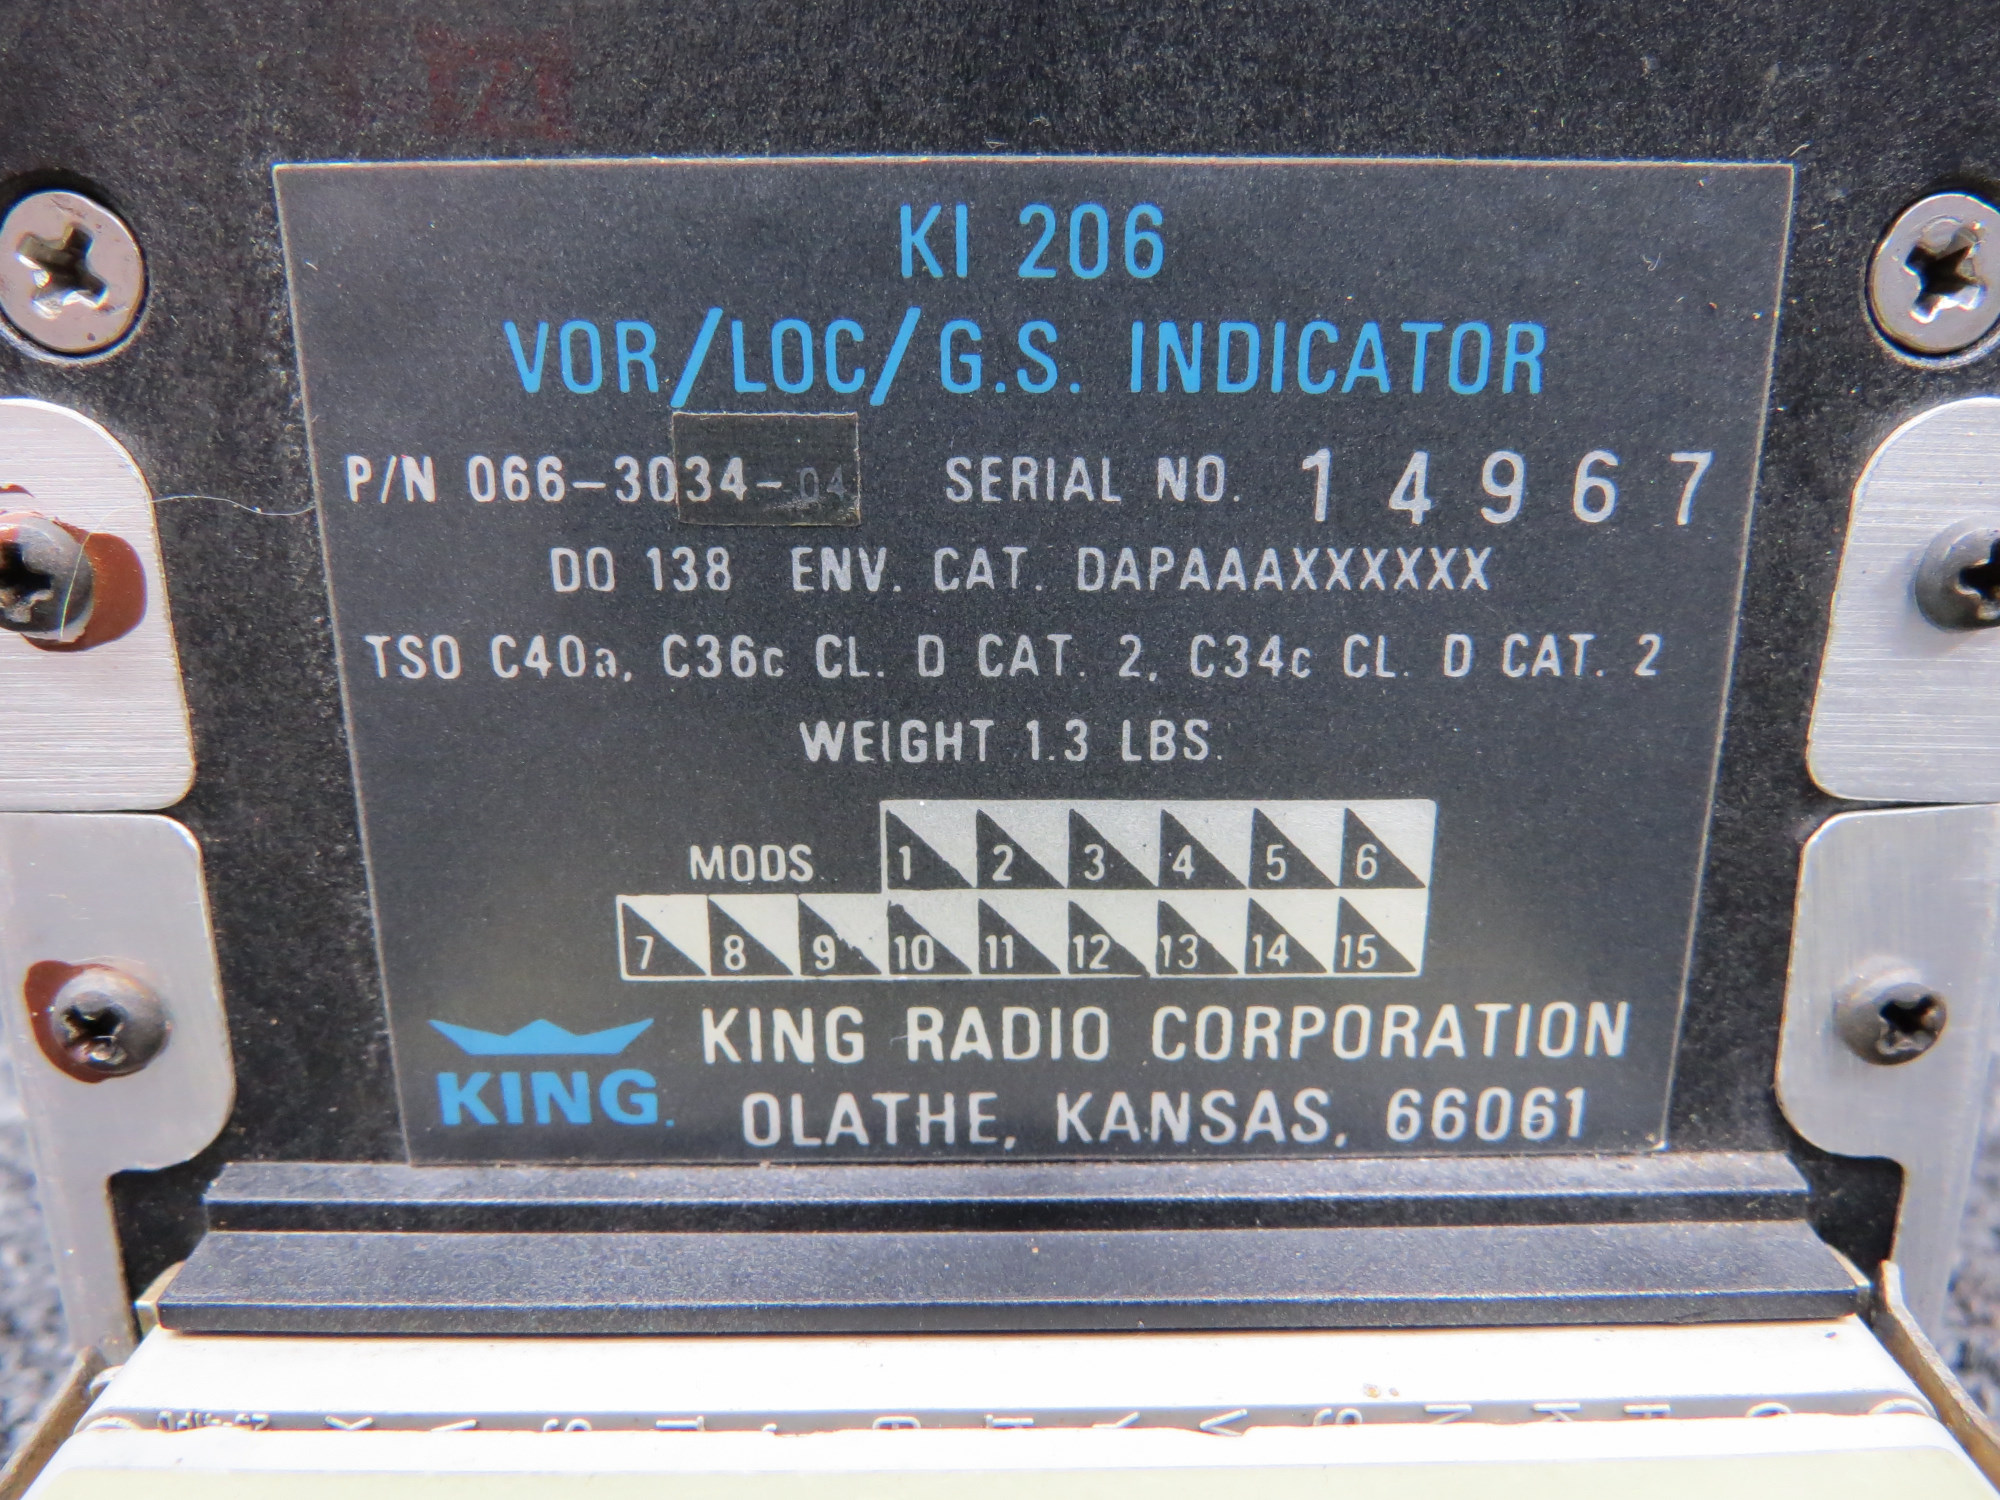 KI 206
VOR/LOC/G.S. INDICATOR
P/N 066-3034-04 SERIAL NO. 14967
DO 138 ENV. CAT. DAPAAAXXXXXX
TSO C40a, C36c CL. D CAT. 2, C34c CL. D CAT. 2
WEIGHT 1.3 LBS.
MODS 1 2 3 4 5 6
7 8 9 10 11 12 13 14 15
KING RADIO CORPORATION
KING. OLATHE, KANSAS, 66061